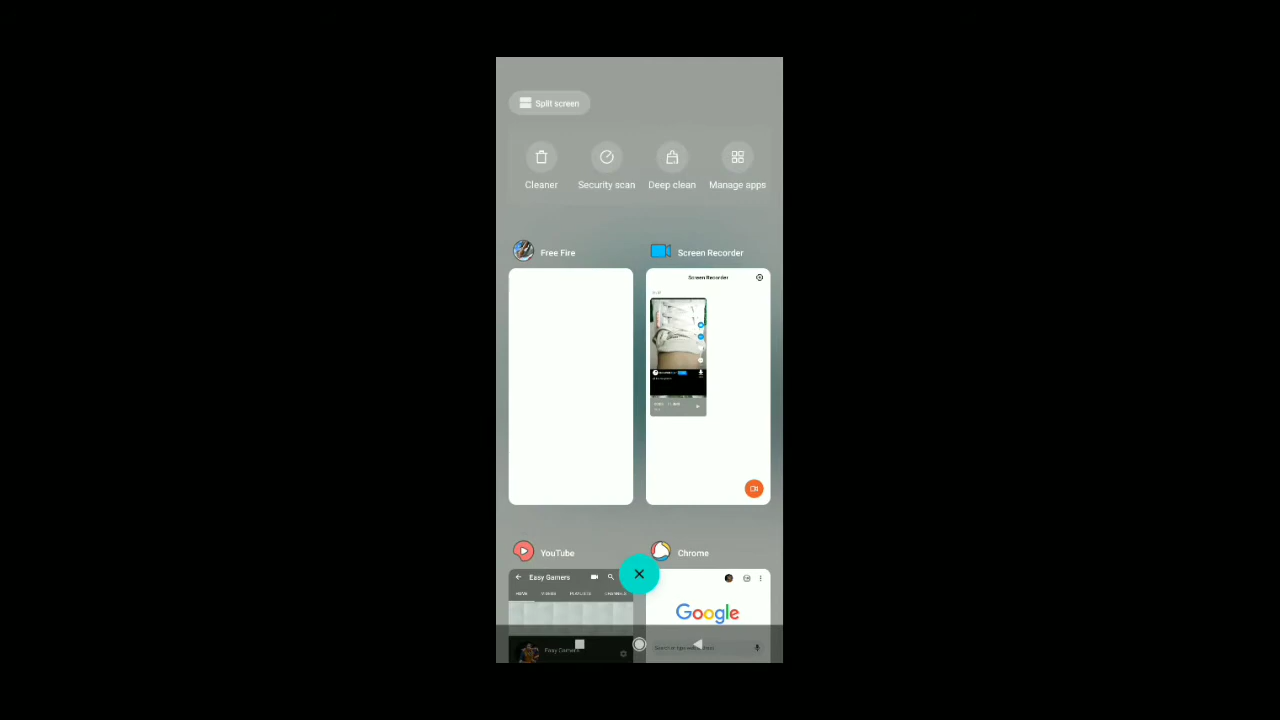 Split screen
Cleaner
Security scan
Deep clean
Manage apps
Free Fire
Screen Recorder
Screen Recorder
YouTube
Chrome
Easy Gamers
HOME
Google